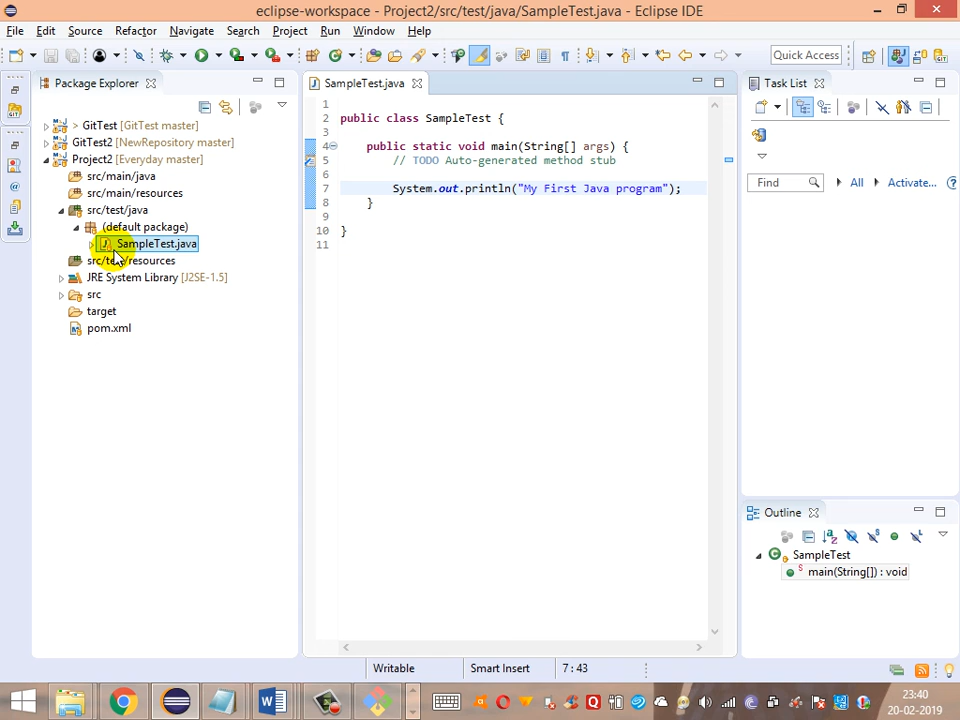 eclipse-workspace - Project2/src/test/java/SampleTest.java - Eclipse IDE
File Edit Source Refactor Navigate Search Project Run Window Help
Quick Access
Package Explorer
> GitTest [GitTest master]
GitTest2 [NewRepository master]
Project2 [Everyday master]
src/main/java
src/main/resources
src/test/java
(default package)
SampleTest.java
src/test/resources
JRE System Library [J2SE-1.5]
src
target
pom.xml
SampleTest.java
1
2 public class SampleTest {
3
4 public static void main(String[] args) {
5 // TODO Auto-generated method stub
6
7 System.out.println("My First Java program");
8 }
9
10 }
11
Task List
Find All Activate...
Outline
SampleTest
main(String[]) : void
Writable Smart Insert 7 : 43
23:40
20-02-2019